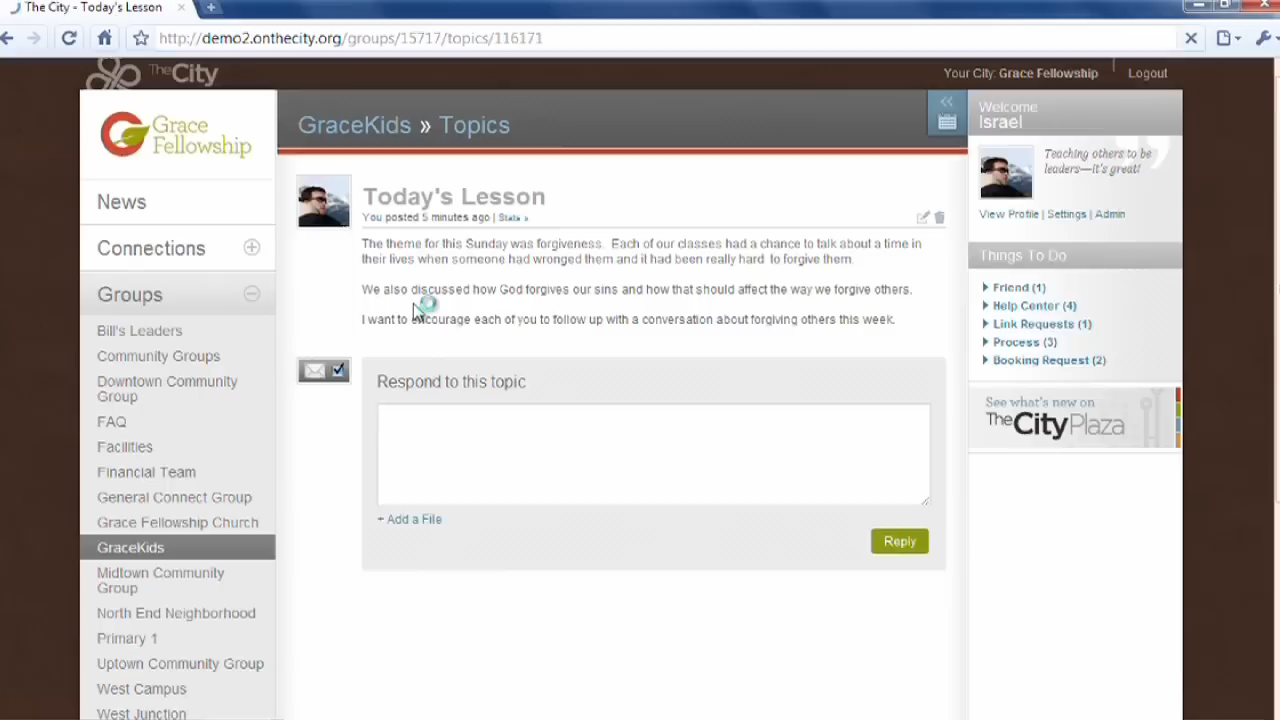 The City - Today's Lesson
http://demo2.onthecity.org/groups/15717/topics/116171
TheCity
Your City: Grace Fellowship
Logout
Grace
Fellowship
News
Connections
Groups
Bill's Leaders
Community Groups
Downtown Community
Group
FAQ
Facilities
Financial Team
General Connect Group
Grace Fellowship Church
GraceKids
Midtown Community
Group
North End Neighborhood
Primary 1
Uptown Community Group
West Campus
West Junction
GraceKids » Topics
Today's Lesson
You posted 5 minutes ago | Stats »
The theme for this Sunday was forgiveness. Each of our classes had a chance to talk about a time in
their lives when someone had wronged them and it had been really hard to forgive them.
We also discussed how God forgives our sins and how that should affect the way we forgive others.
I want to encourage each of you to follow up with a conversation about forgiving others this week.
Respond to this topic
+ Add a File
Reply
Welcome
Israel
Teaching others to be
leaders—it's great!
View Profile | Settings | Admin
Things To Do
Friend (1)
Help Center (4)
Link Requests (1)
Process (3)
Booking Request (2)
See what's new on
TheCityPlaza